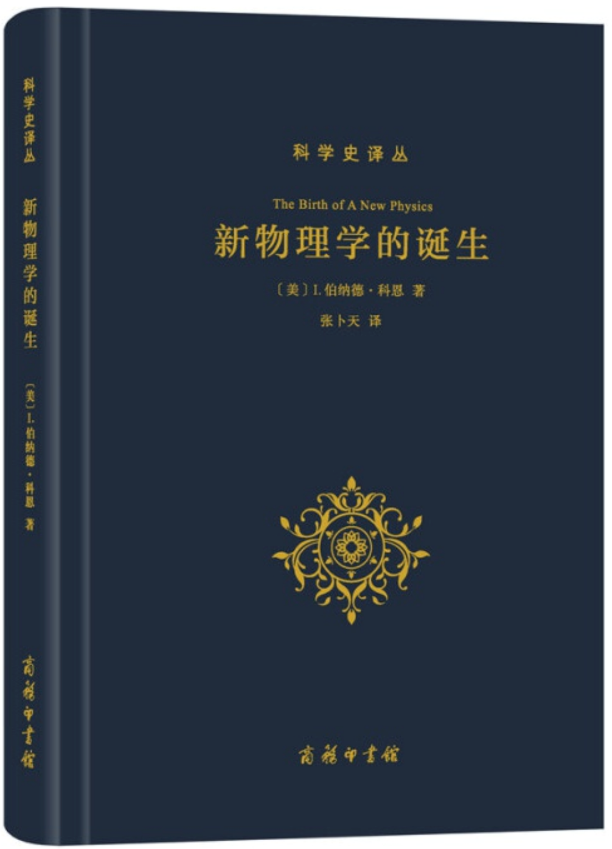 科学史译丛
新物理学的诞生
〔美〕I.伯纳德·科恩 著
商务印书馆
科学史译丛
The Birth of A New Physics
新物理学的诞生
〔美〕I.伯纳德·科恩 著
张卜天 译
商务印书馆